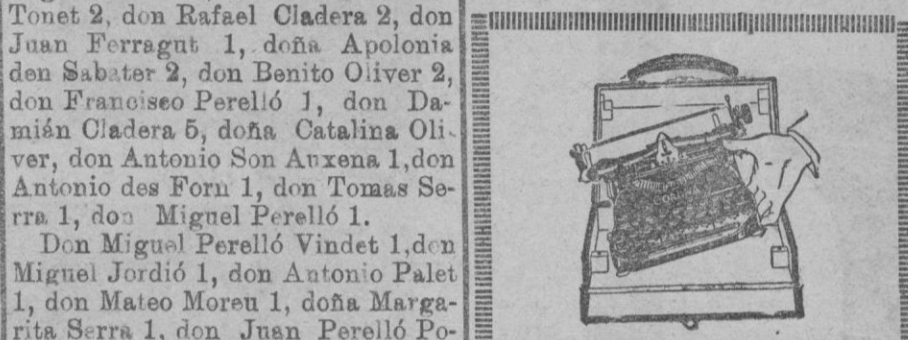 Tonet 2, don Rafael Cladera 2, don
Juan Ferragut 1, doña Apolonia
den Sabater 2, don Benito Oliver 2,
don Franciseo Perelló 1, don Da-
mián Cladera 5, doña Catalina Oli-
ver, don Antonio Son Anxena 1,don
Antonio des Forn 1, don Tomas Se-
rra 1, don Miguel Perelló 1.
Don Miguel Perelló Vindet 1,don
Miguel Jordió 1, don Antonio Palet
1, don Mateo Moreu 1, doña Marga-
rita Serra 1, don Juan Perelló Po-